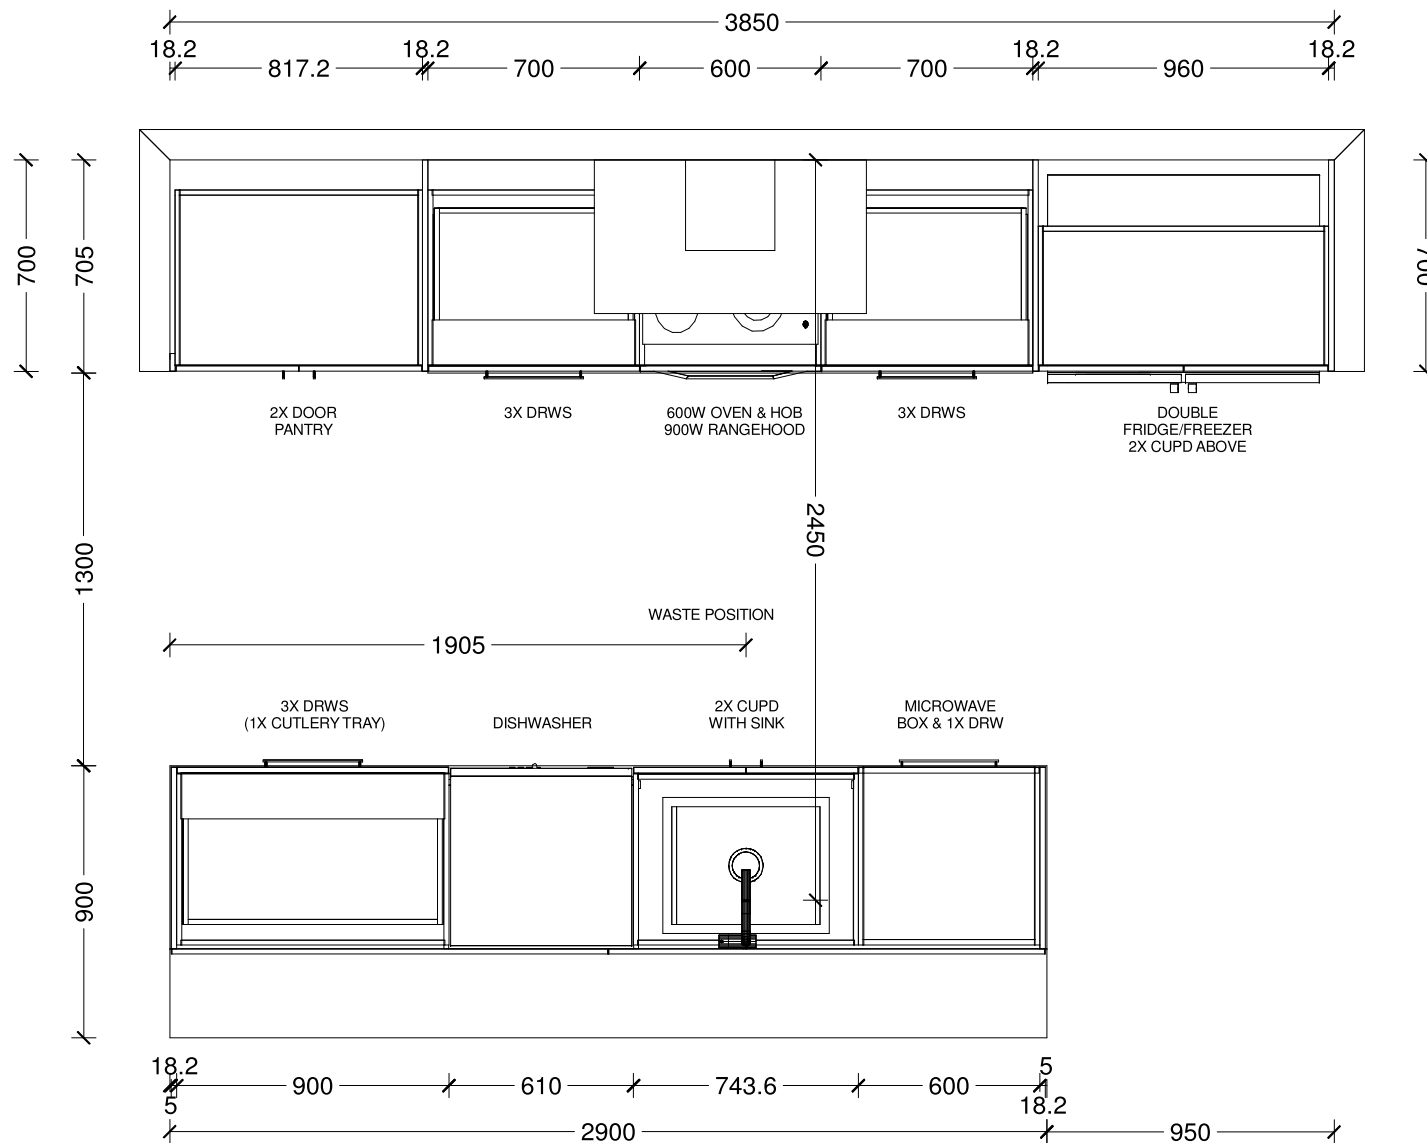 3850
18.2 18.2 18.2 18.2
817.2 700 600 700 960
700
705
700
2X DOOR
PANTRY
3X DRWS
600W OVEN & HOB
900W RANGEHOOD
3X DRWS
DOUBLE
FRIDGE/FREEZER
2X CUPD ABOVE
2450
1300
WASTE POSITION
1905
3X DRWS
(1X CUTLERY TRAY)
DISHWASHER
2X CUPD
WITH SINK
MICROWAVE
BOX & 1X DRW
900
18.2 5
900 610 743.6 600
5 18.2
2900 950